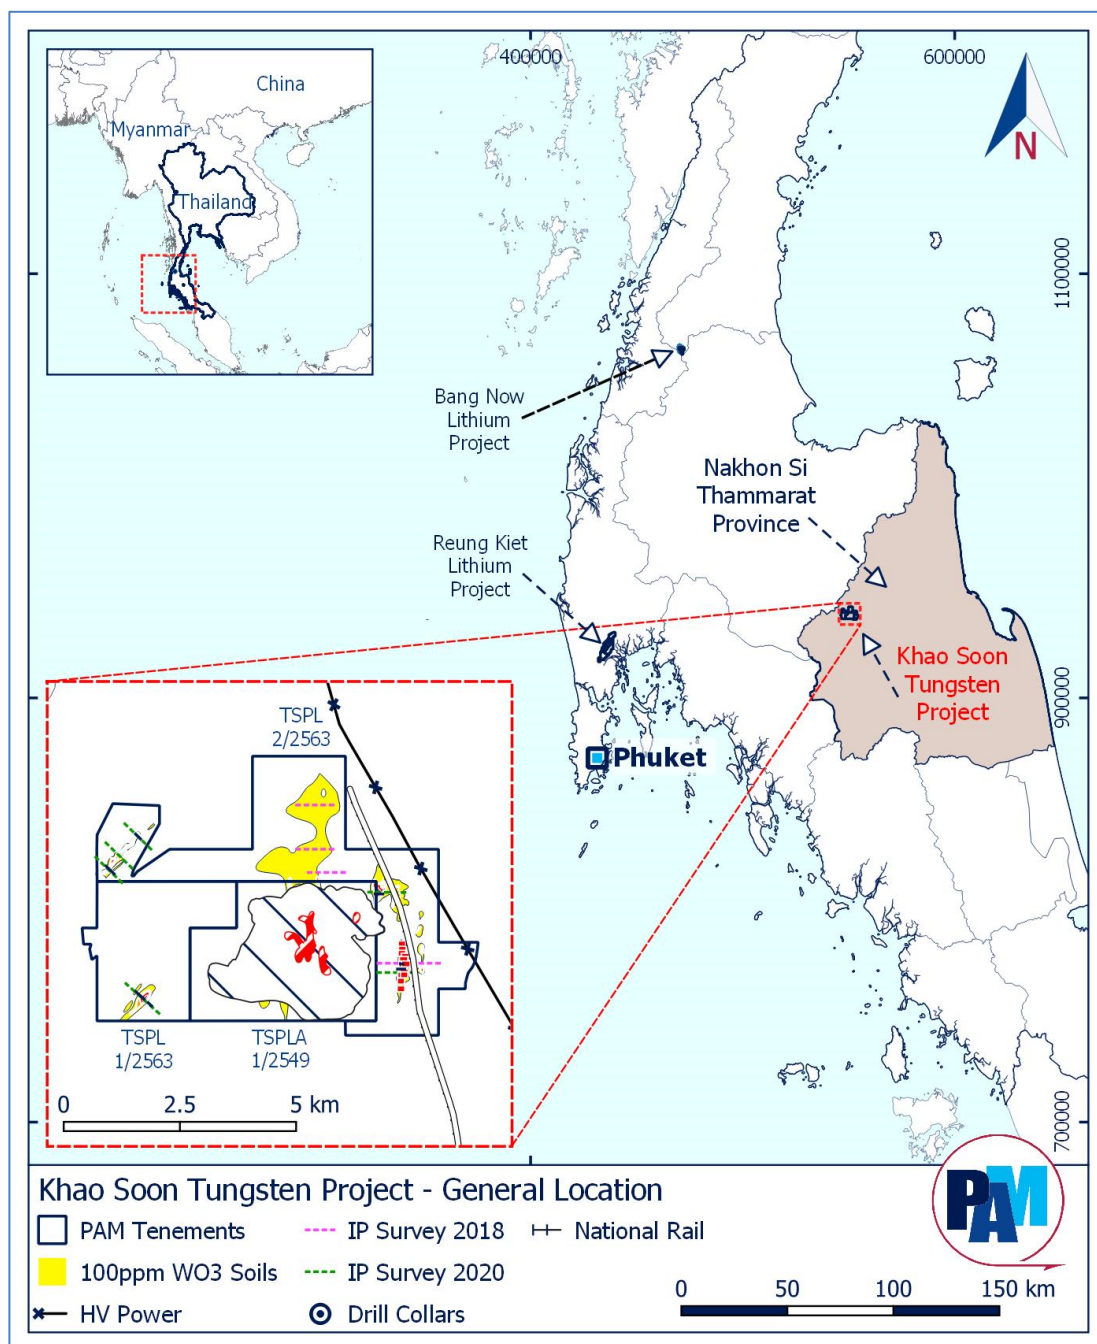 400000
600000
China
Myanmar
Thailand
N
1100000
Bang Now
Lithium
Project
Nakhon Si
Thammarat
Province
Reung Kiet
Lithium
Project
Khao Soon
Tungsten
Project
900000
Phuket
TSPL
2/2563
TSPL
1/2563
TSPLA
1/2549
0 2.5 5 km
700000
Khao Soon Tungsten Project - General Location
PAM Tenements
IP Survey 2018
National Rail
100ppm WO3 Soils
IP Survey 2020
HV Power
Drill Collars
PAM
0 50 100 150 km